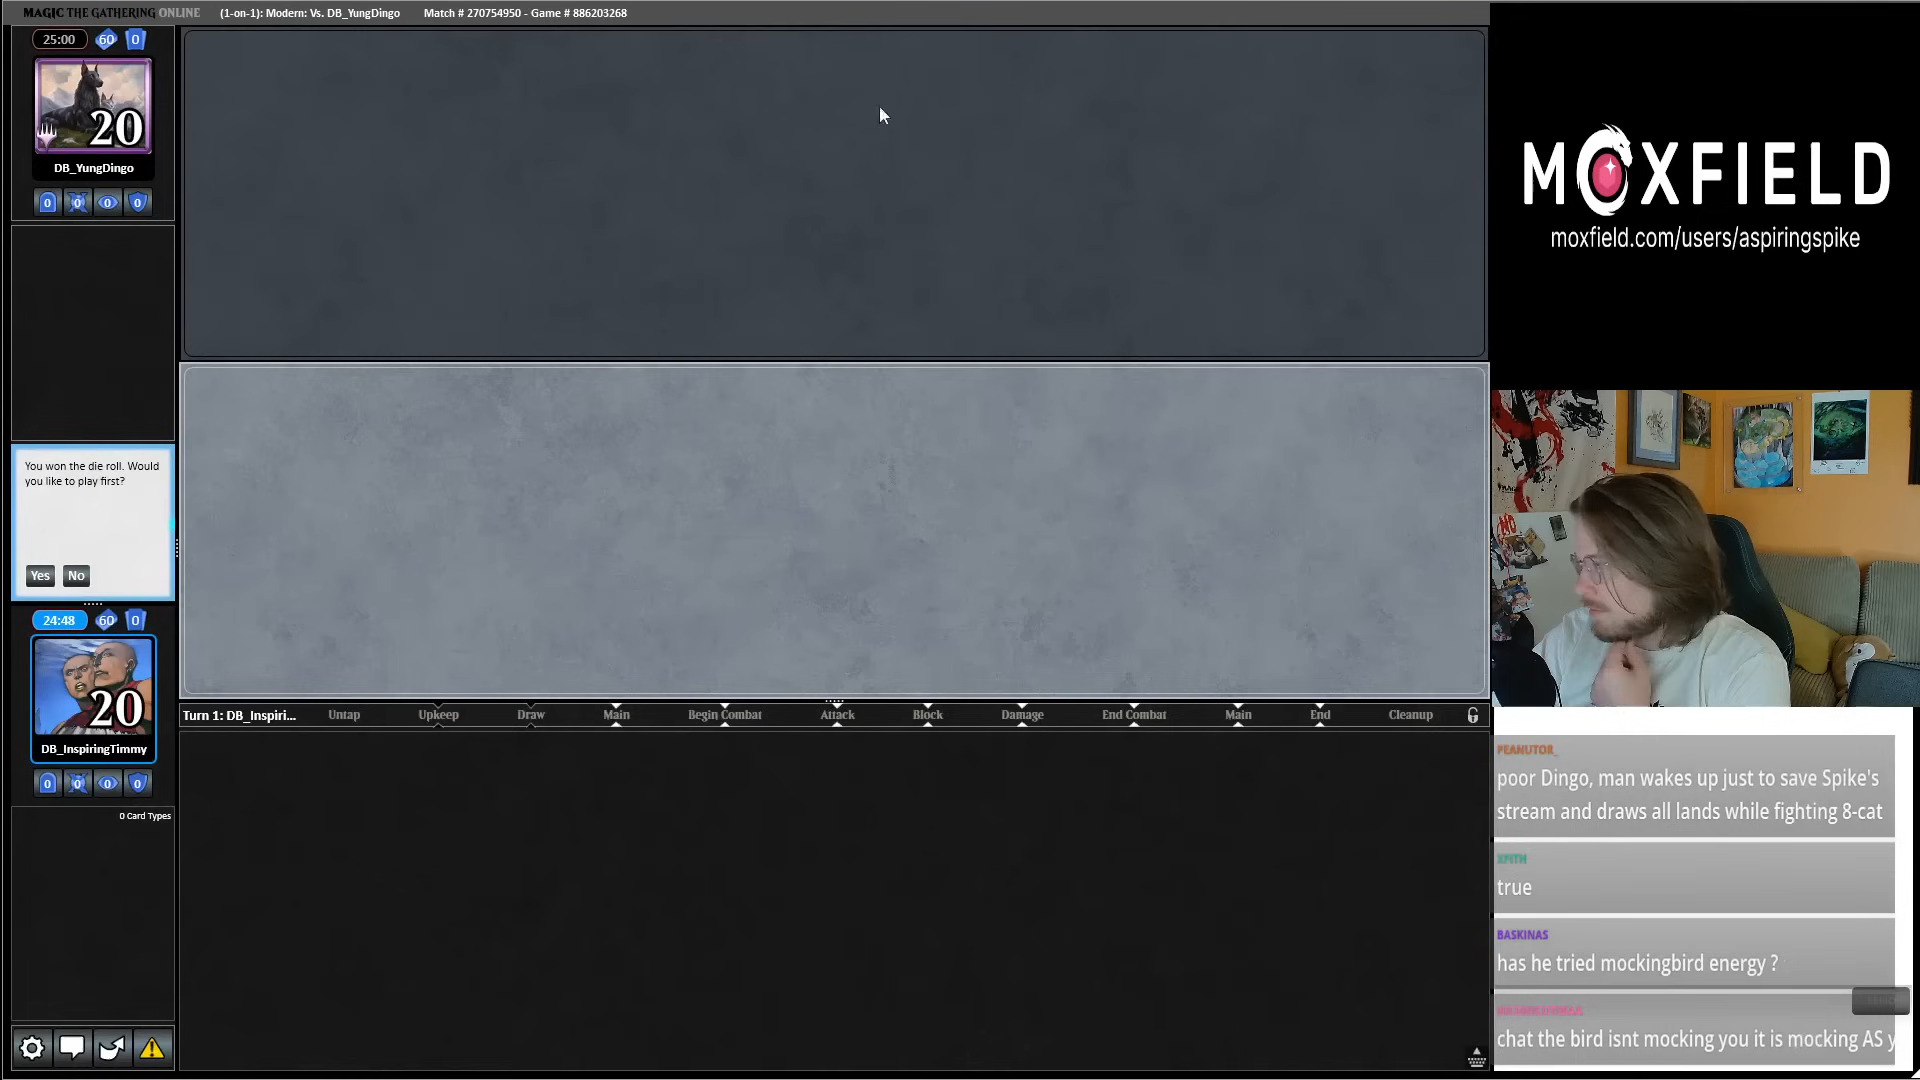 MAGIC THE GATHERING ONLINE
(1-on-1): Modern: Vs. DB_YungDingo
Match # 270754950 - Game # 886203268
25:00
60
0
20
DB_YungDingo
0
0
0
0
You won the die roll. Would
you like to play first?
Yes
No
24:48
60
0
20
DB_InspiringTimmy
0
0
0
0
0 Card Types
Turn 1: DB_Inspiri...
Untap
Upkeep
Draw
Main
Begin Combat
Attack
Block
Damage
End Combat
Main
End
Cleanup
MOXFIELD
moxfield.com/users/aspiringspike
NO
PEANUTOR_
poor Dingo, man wakes up just to save Spike's
stream and draws all lands while fighting 8-cat
XFITH
true
BASKINAS
has he tried mockingbird energy ?
chat the bird isnt mocking you it is mocking AS y